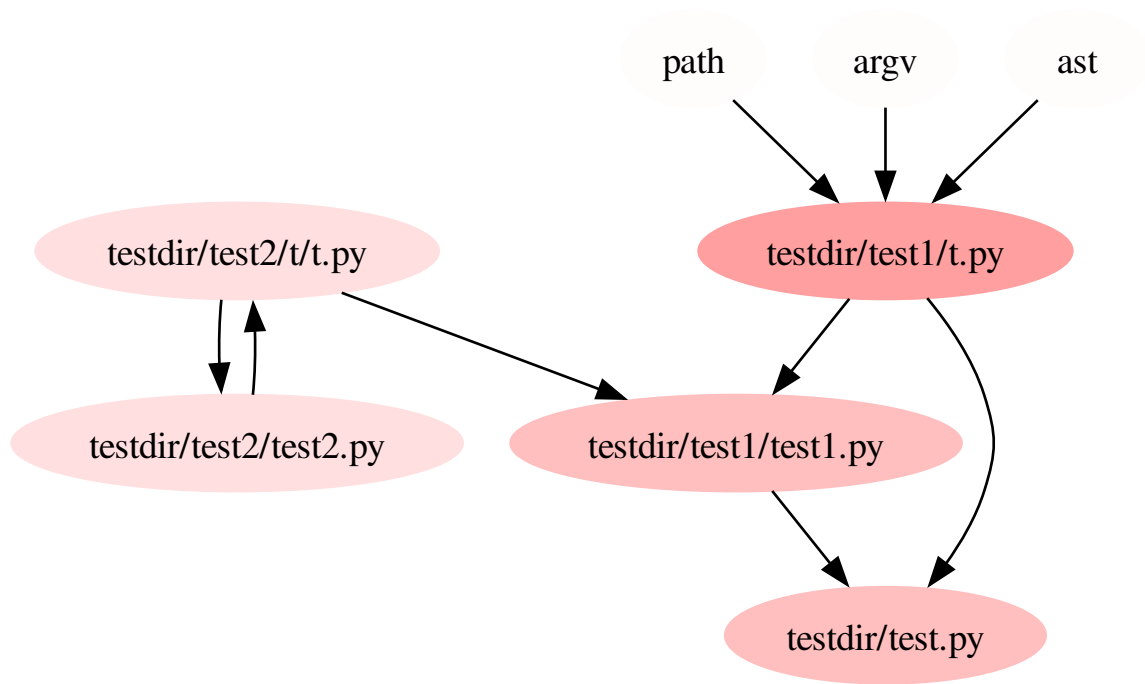 path
argv
ast
testdir/test2/t/t.py
testdir/test1/t.py
testdir/test2/test2.py
testdir/test1/test1.py
testdir/test.py